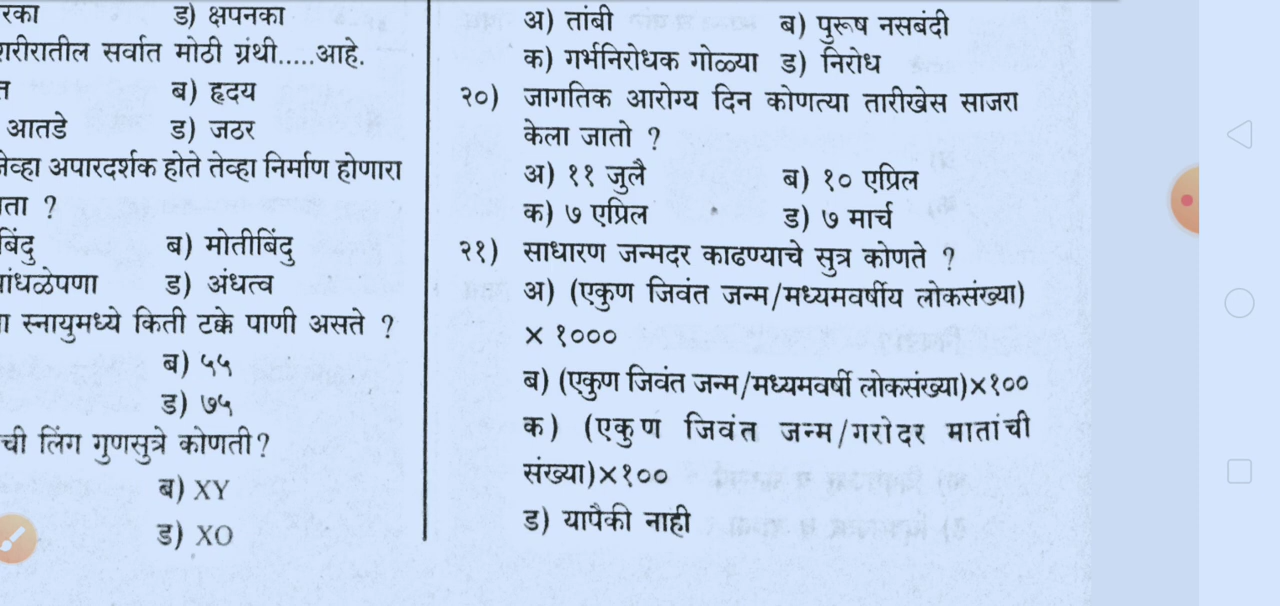 ड) क्षपनका
शरीरातील सर्वात मोठी ग्रंथी.....आहे.
ब) हृदय
आतडे ड) जठर
जेव्हा अपारदर्शक होते तेव्हा निर्माण होणारा
ता ?
बिंदु ब) मोतीबिंदु
ड) अंधत्व
स्नायुमध्ये किती टक्के पाणी असते ?
ब) ५५
ड) ७५
ची लिंग गुणसुत्रे कोणती?
ब) XY
ड) XO
अ) तांबी ब) पुरूष नसबंदी
क) गर्भनिरोधक गोळ्या ड) निरोध
२०) जागतिक आरोग्य दिन कोणत्या तारीखेस साजरा
केला जातो ?
अ) ११ जुलै ब) १० एप्रिल
क) ७ एप्रिल ड) ७ मार्च
२१) साधारण जन्मदर काढण्याचे सुत्र कोणते ?
अ) (एकुण जिवंत जन्म/मध्यमवर्षीय लोकसंख्या)
× १०००
ब) (एकुण जिवंत जन्म/मध्यमवर्षी लोकसंख्या)×१००
क) (एकुण जिवंत जन्म/गरोदर मातांची
संख्या)×१००
ड) यापैकी नाही